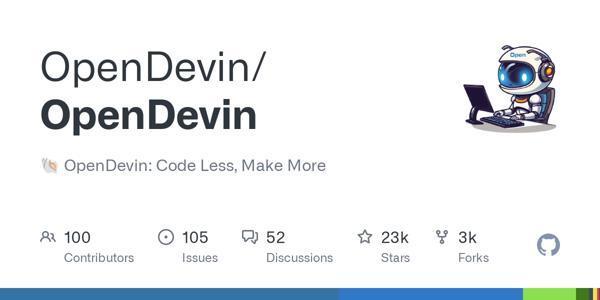 OpenDevin/
OpenDevin
Open
🐚 OpenDevin: Code Less, Make More
100
Contributors
105
Issues
52
Discussions
23k
Stars
3k
Forks